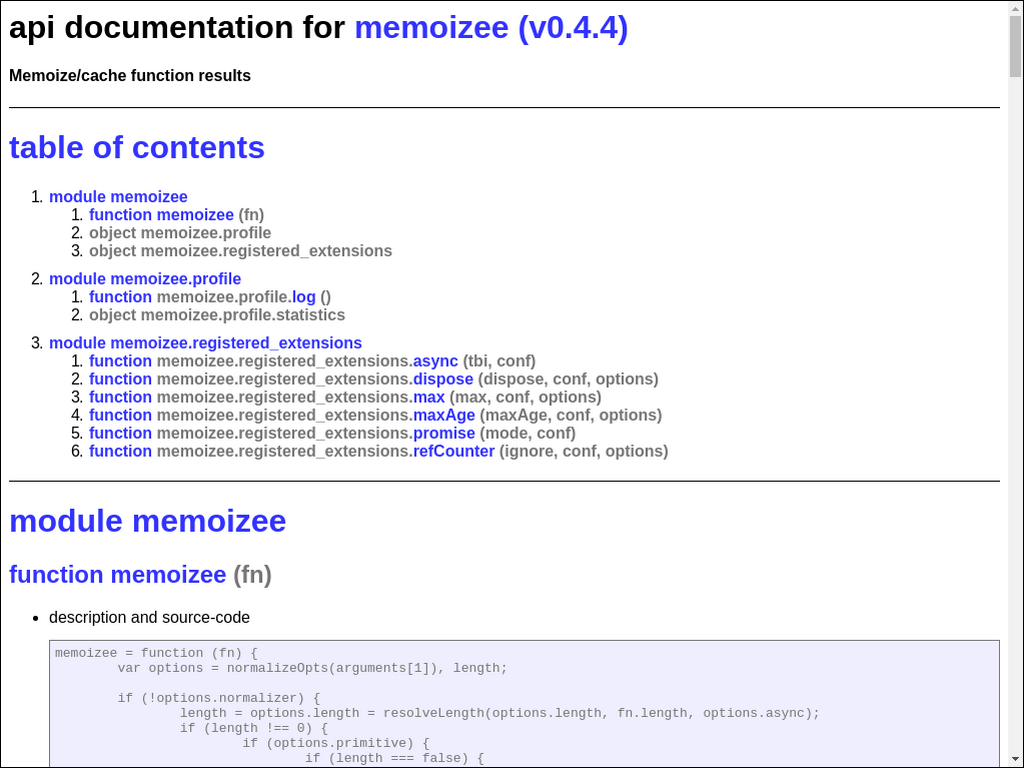 api documentation for memoizee (v0.4.4)
Memoize/cache function results
table of contents
1. module memoizee
1. function memoizee (fn)
2. object memoizee.profile
3. object memoizee.registered_extensions
2. module memoizee.profile
1. function memoizee.profile.log ()
2. object memoizee.profile.statistics
3. module memoizee.registered_extensions
1. function memoizee.registered_extensions.async (tbi, conf)
2. function memoizee.registered_extensions.dispose (dispose, conf, options)
3. function memoizee.registered_extensions.max (max, conf, options)
4. function memoizee.registered_extensions.maxAge (maxAge, conf, options)
5. function memoizee.registered_extensions.promise (mode, conf)
6. function memoizee.registered_extensions.refCounter (ignore, conf, options)
module memoizee
function memoizee (fn)
• description and source-code
memoizee = function (fn) {
var options = normalizeOpts(arguments[1]), length;
if (!options.normalizer) {
length = options.length = resolveLength(options.length, fn.length, options.async);
if (length !== 0) {
if (options.primitive) {
if (length === false) {